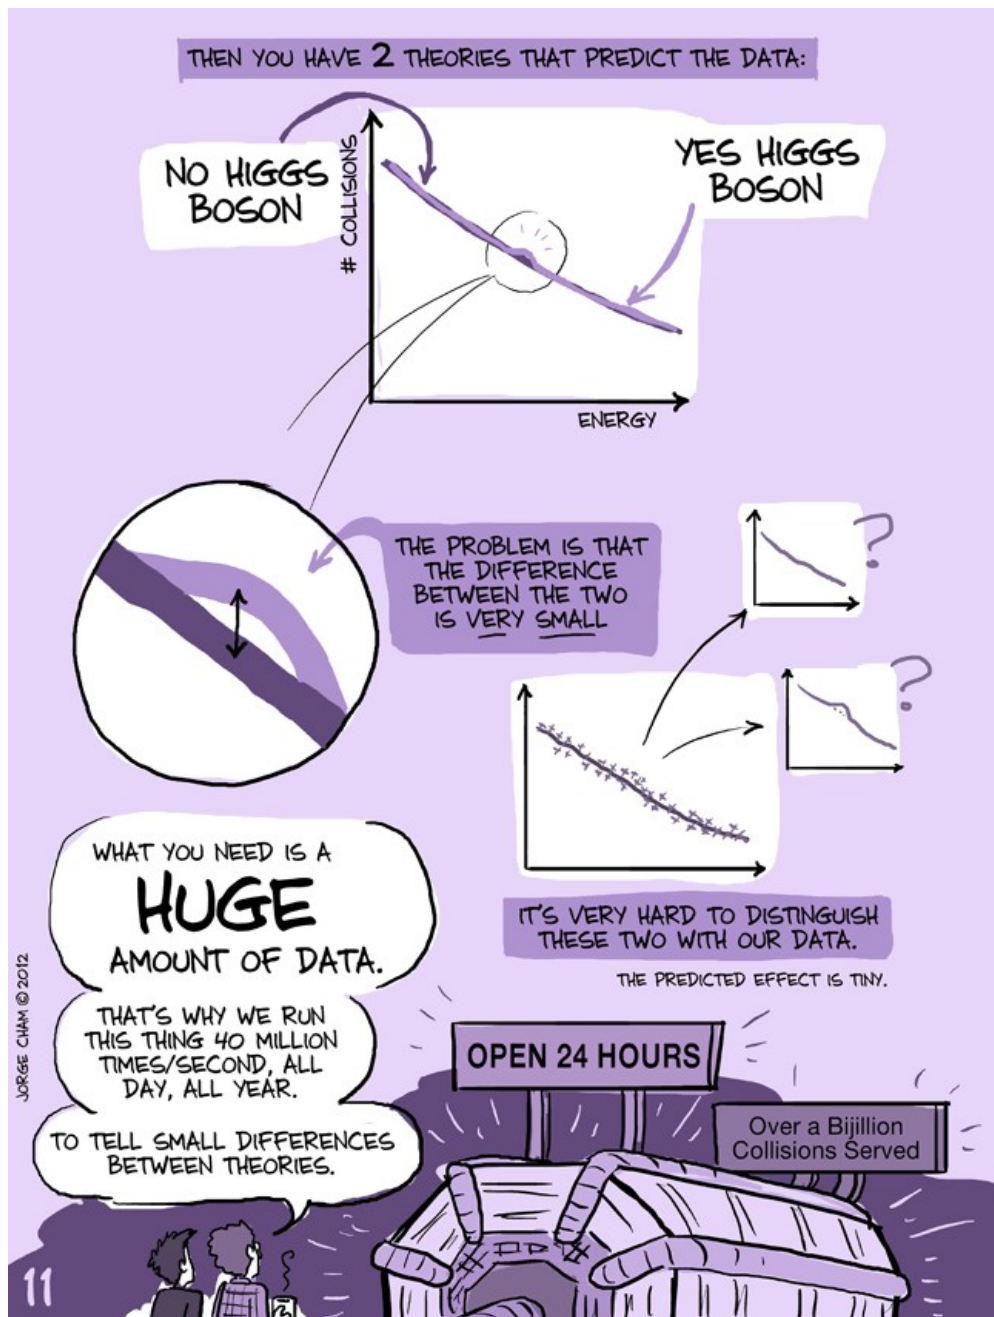 THEN YOU HAVE 2 THEORIES THAT PREDICT THE DATA:
NO HIGGS
BOSON
# COLLISIONS
YES HIGGS
BOSON
ENERGY
THE PROBLEM IS THAT
THE DIFFERENCE
BETWEEN THE TWO
IS VERY SMALL
?
?
IT'S VERY HARD TO DISTINGUISH
THESE TWO WITH OUR DATA.
THE PREDICTED EFFECT IS TINY.
WHAT YOU NEED IS A
HUGE
AMOUNT OF DATA.
THAT'S WHY WE RUN
THIS THING 40 MILLION
TIMES/SECOND, ALL
DAY, ALL YEAR.
TO TELL SMALL DIFFERENCES
BETWEEN THEORIES.
JORGE CHAM © 2012
OPEN 24 HOURS
Over a Bijillion
Collisions Served
11